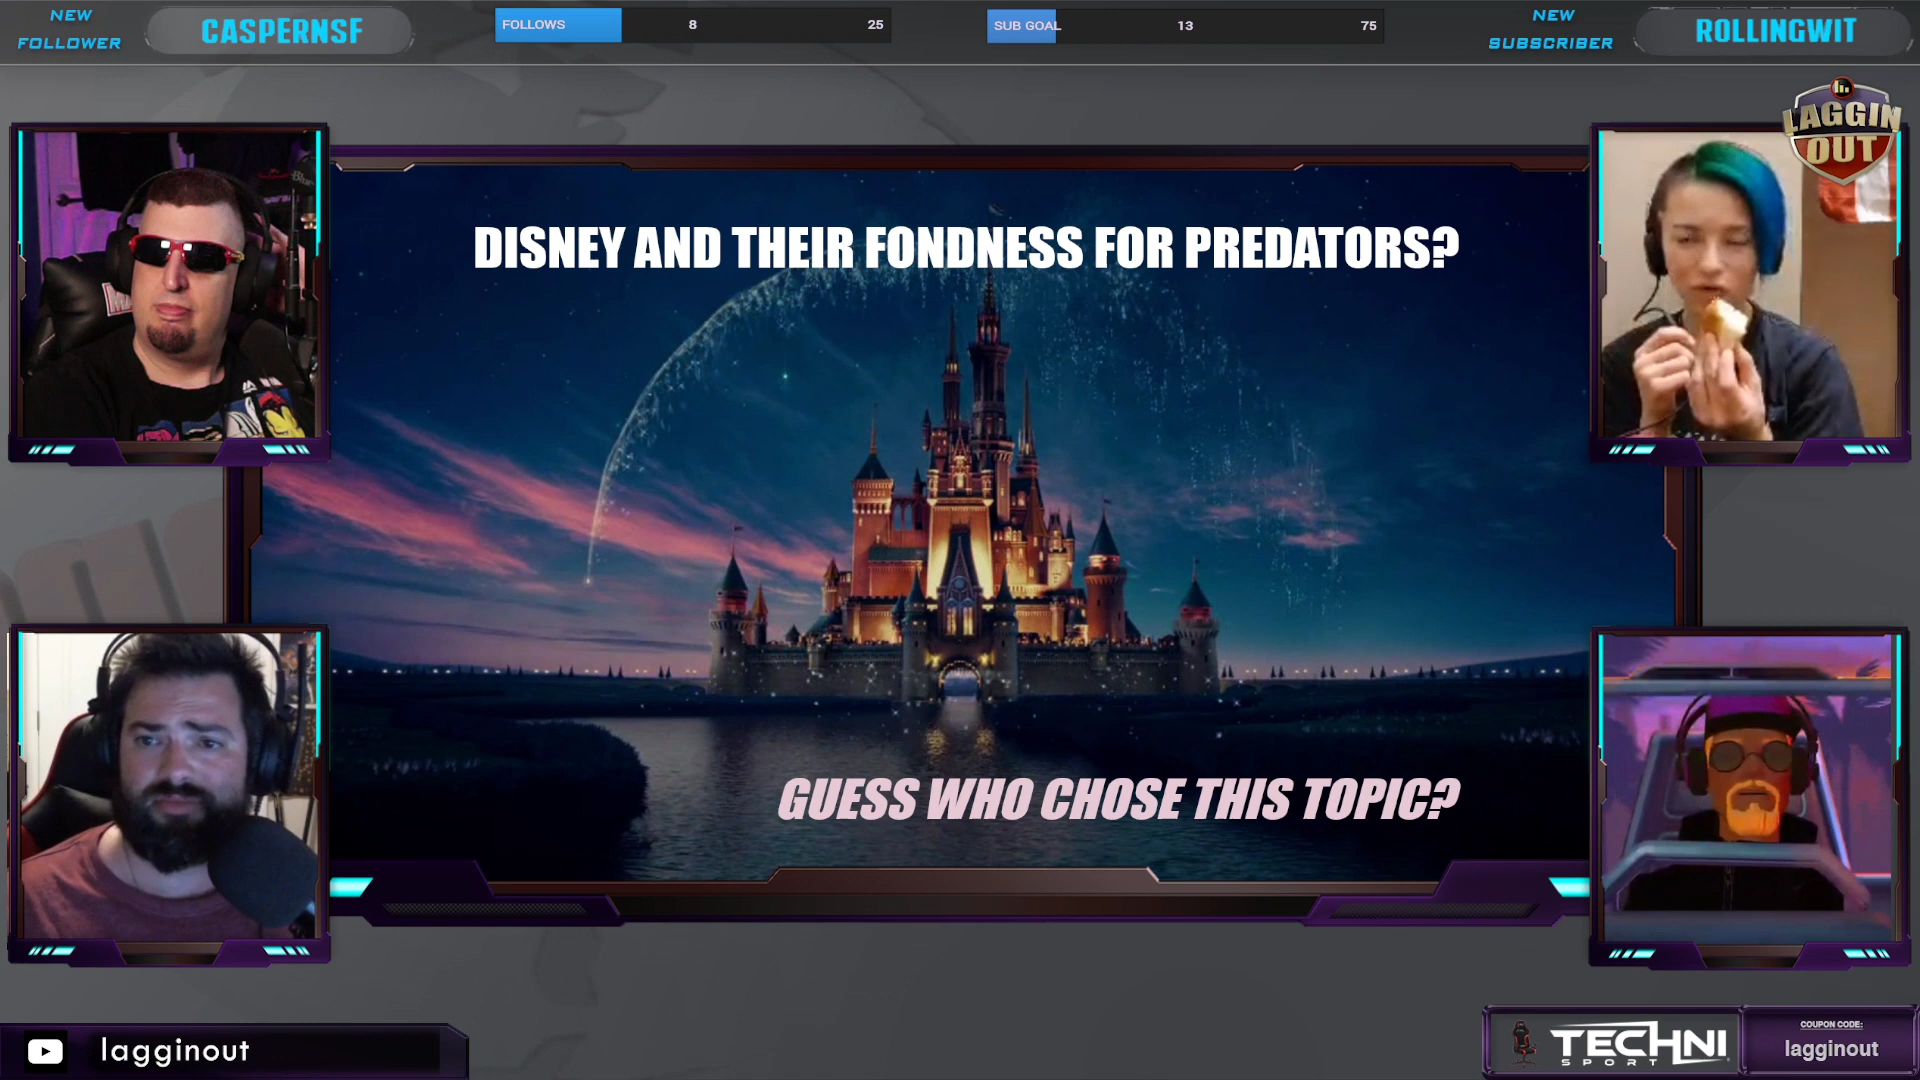 NEW
FOLLOWER
CASPERNSF
FOLLOWS 8 25
SUB GOAL 13 75
NEW
SUBSCRIBER
ROLLINGWIT
LAGGIN
OUT
DISNEY AND THEIR FONDNESS FOR PREDATORS?
GUESS WHO CHOSE THIS TOPIC?
lagginout
TECHNI
SPORT
COUPON CODE:
lagginout